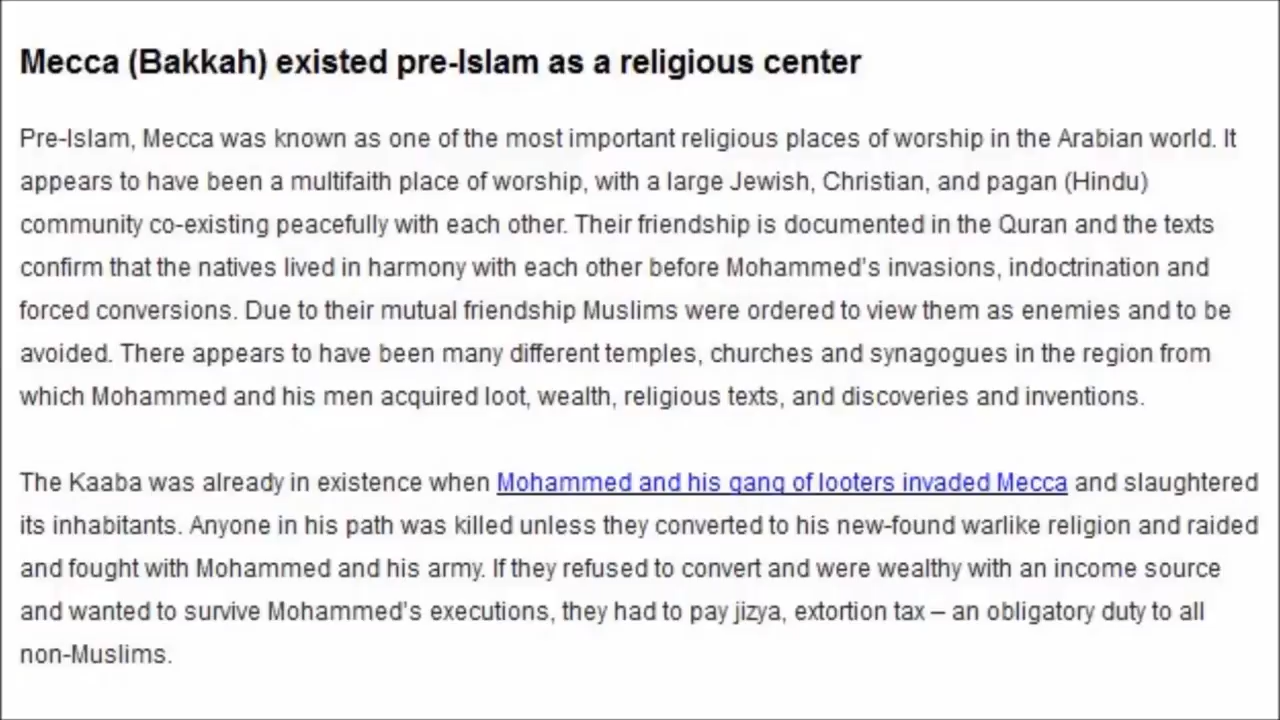 Mecca (Bakkah) existed pre-Islam as a religious center
Pre-Islam, Mecca was known as one of the most important religious places of worship in the Arabian world. It
appears to have been a multifaith place of worship, with a large Jewish, Christian, and pagan (Hindu)
community co-existing peacefully with each other. Their friendship is documented in the Quran and the texts
confirm that the natives lived in harmony with each other before Mohammed's invasions, indoctrination and
forced conversions. Due to their mutual friendship Muslims were ordered to view them as enemies and to be
avoided. There appears to have been many different temples, churches and synagogues in the region from
which Mohammed and his men acquired loot, wealth, religious texts, and discoveries and inventions.
The Kaaba was already in existence when Mohammed and his gang of looters invaded Mecca and slaughtered
its inhabitants. Anyone in his path was killed unless they converted to his new-found warlike religion and raided
and fought with Mohammed and his army. If they refused to convert and were wealthy with an income source
and wanted to survive Mohammed's executions, they had to pay jizya, extortion tax – an obligatory duty to all
non-Muslims.